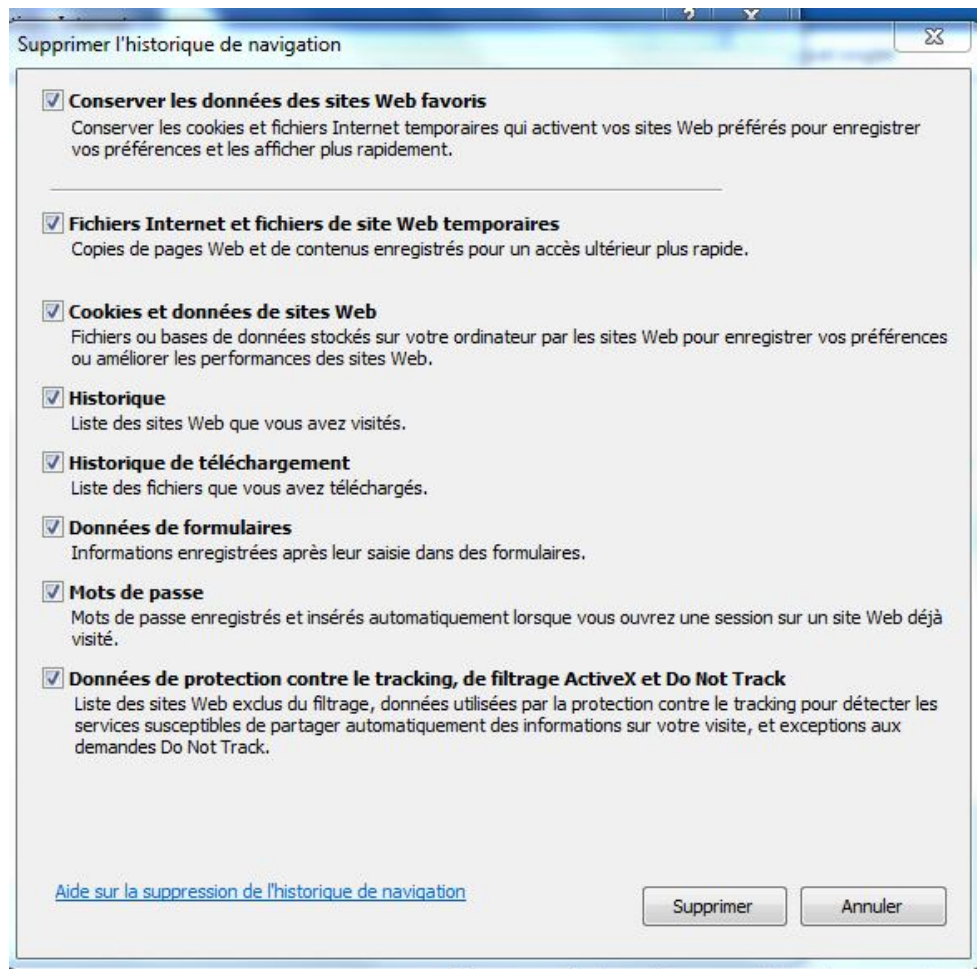 Supprimer l'historique de navigation
Conserver les données des sites Web favoris
Conserver les cookies et fichiers Internet temporaires qui activent vos sites Web préférés pour enregistrer
vos préférences et les afficher plus rapidement.
Fichiers Internet et fichiers de site Web temporaires
Copies de pages Web et de contenus enregistrés pour un accès ultérieur plus rapide.
Cookies et données de sites Web
Fichiers ou bases de données stockés sur votre ordinateur par les sites Web pour enregistrer vos préférences
ou améliorer les performances des sites Web.
Historique
Liste des sites Web que vous avez visités.
Historique de téléchargement
Liste des fichiers que vous avez téléchargés.
Données de formulaires
Informations enregistrées après leur saisie dans des formulaires.
Mots de passe
Mots de passe enregistrés et insérés automatiquement lorsque vous ouvrez une session sur un site Web déjà
visité.
Données de protection contre le tracking, de filtrage ActiveX et Do Not Track
Liste des sites Web exclus du filtrage, données utilisées par la protection contre le tracking pour détecter les
services susceptibles de partager automatiquement des informations sur votre visite, et exceptions aux
demandes Do Not Track.
Aide sur la suppression de l'historique de navigation
Supprimer
Annuler